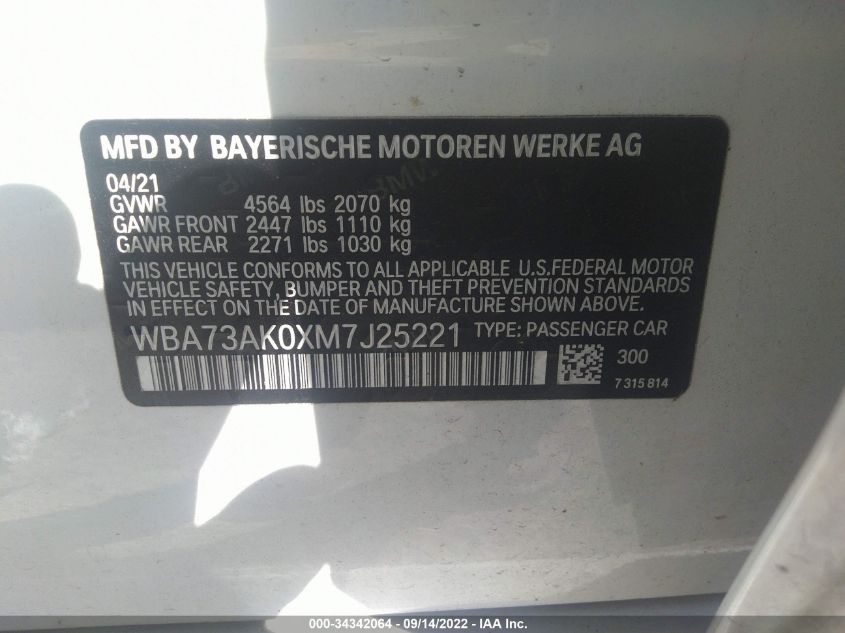 MFD BY BAYERISCHE MOTOREN WERKE AG
04/21
GVWR 4564 lbs 2070 kg
GAWR FRONT 2447 lbs 1110 kg
GAWR REAR 2271 lbs 1030 kg
THIS VEHICLE CONFORMS TO ALL APPLICABLE U.S.FEDERAL MOTOR
VEHICLE SAFETY, BUMPER AND THEFT PREVENTION STANDARDS
IN EFFECT ON THE DATE OF MANUFACTURE SHOWN ABOVE.
WBA73AK0XM7J25221 TYPE: PASSENGER CAR
300
7 315 814
000-34342064 - 09/14/2022 - IAA Inc.